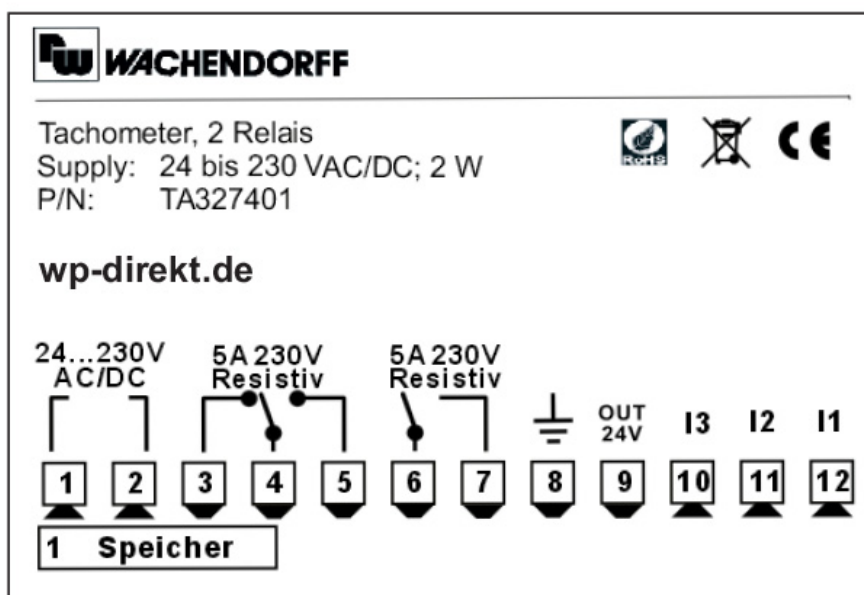 WACHENDORFF
Tachometer, 2 Relais
Supply: 24 bis 230 VAC/DC; 2 W
P/N: TA327401
RoHS
CE
wp-direkt.de
24...230V
AC/DC
5A 230V
Resistiv
5A 230V
Resistiv
OUT
24V
I3
I2
I1
1 2 3 4 5 6 7 8 9 10 11 12
1 Speicher